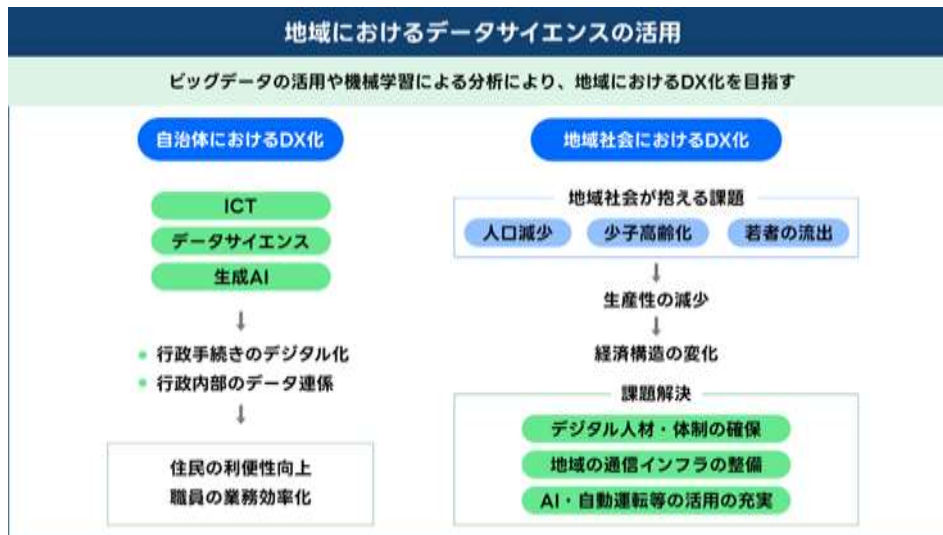 地域におけるデータサイエンスの活用
ビッグデータの活用や機械学習による分析により、地域におけるDX化を目指す
自治体におけるDX化
ICT
データサイエンス
生成AI
↓
• 行政手続きのデジタル化
• 行政内部のデータ連係
↓
住民の利便性向上
職員の業務効率化
地域社会におけるDX化
地域社会が抱える課題
人口減少 少子高齢化 若者の流出
↓
生産性の減少
↓
経済構造の変化
課題解決
デジタル人材・体制の確保
地域の通信インフラの整備
AI・自動運転等の活用の充実